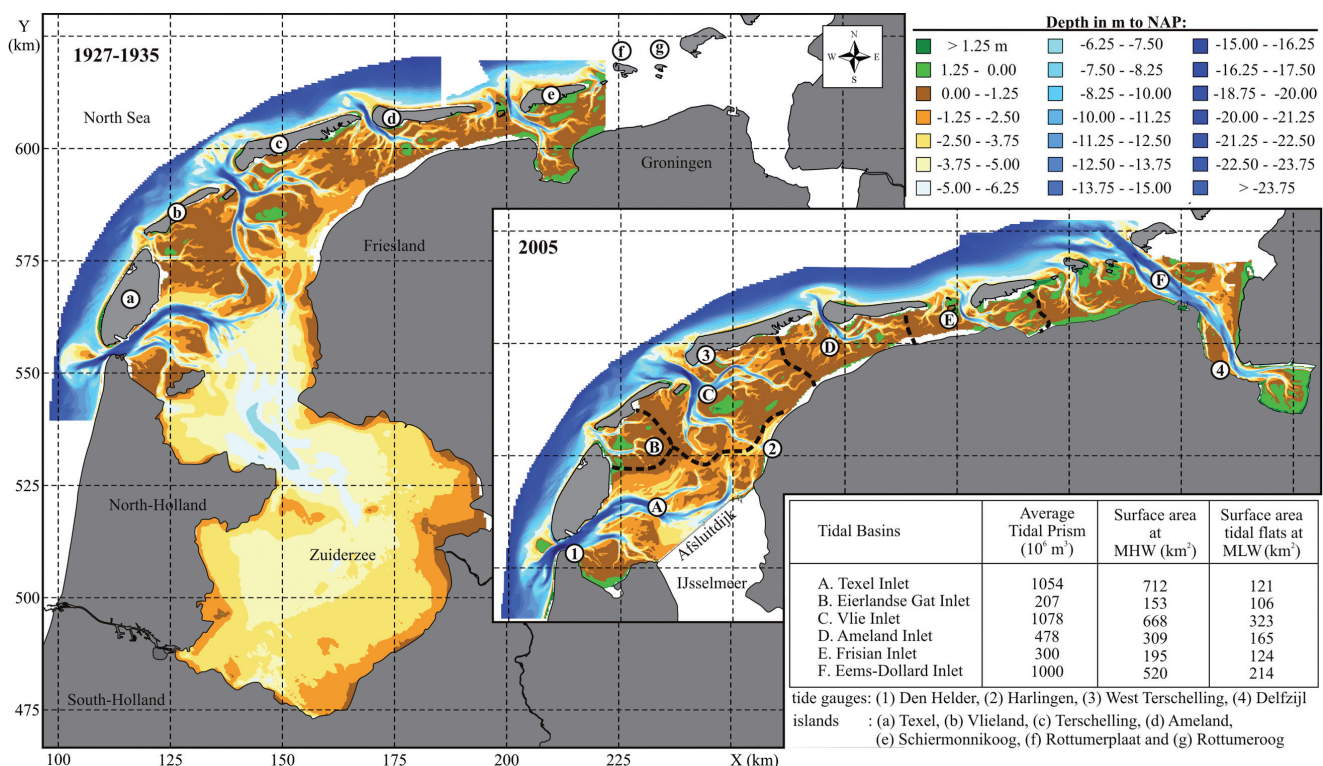 Y
(km)
1927-1935
North Sea
600
575
550
525
500
475
100
125
150
175
200
225
X (km)
a
b
c
d
e
f
g
Groningen
Friesland
North-Holland
Zuiderzee
South-Holland
N
W E
S
Depth in m to NAP:
> 1.25 m
1.25 - 0.00
0.00 - -1.25
-1.25 - -2.50
-2.50 - -3.75
-3.75 - -5.00
-5.00 - -6.25
-6.25 - -7.50
-7.50 - -8.25
-8.25 - -10.00
-10.00 - -11.25
-11.25 - -12.50
-12.50 - -13.75
-13.75 - -15.00
-15.00 - -16.25
-16.25 - -17.50
-18.75 - -20.00
-20.00 - -21.25
-21.25 - -22.50
-22.50 - -23.75
> -23.75
2005
F
E
D
3
C
4
B
2
A
1
Afsluitdijk
IJsselmeer
Tidal Basins Average Tidal Prism (10⁶ m³) Surface area at MHW (km²) Surface area tidal flats at MLW (km²)
A. Texel Inlet 1054 712 121
B. Eierlandse Gat Inlet 207 153 106
C. Vlie Inlet 1078 668 323
D. Ameland Inlet 478 309 165
E. Frisian Inlet 300 195 124
F. Eems-Dollard Inlet 1000 520 214
tide gauges: (1) Den Helder, (2) Harlingen, (3) West Terschelling, (4) Delfzijl
islands : (a) Texel, (b) Vlieland, (c) Terschelling, (d) Ameland,
(e) Schiermonnikoog, (f) Rottumerplaat and (g) Rottumeroog